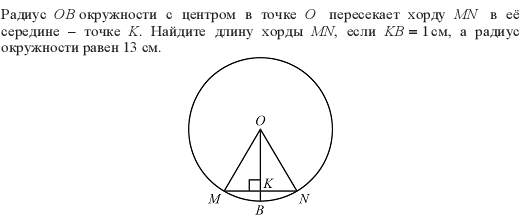 Радиус OB окружности с центром в точке O пересекает хорду MN в её
середине – точке K. Найдите длину хорды MN, если KB = 1 см, а радиус
окружности равен 13 см.
O
K
M
N
B